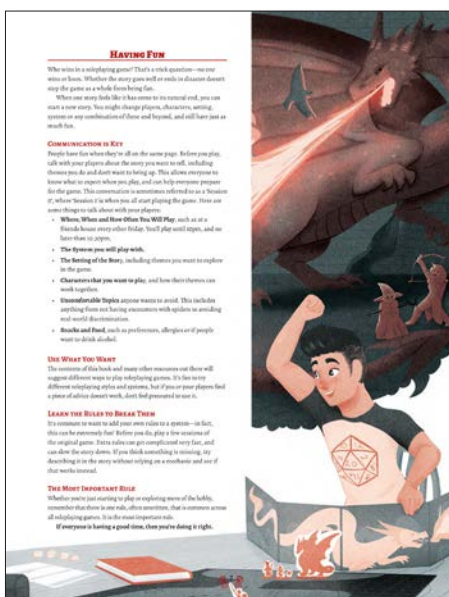 HAVING FUN
Who wins in a roleplaying game? That's a trick question—no one
wins or loses. Whether the story goes well or ends in disaster doesn't
stop the game as a whole from being fun.
When one story feels like it has come to its natural end, you can
start a new story. You might change players, characters, setting,
system or any combination of these and beyond, and still have just as
much fun.
COMMUNICATION IS KEY
People have fun when they're all on the same page. Before you play,
talk with your players about the story you want to tell, including
themes you do and don't want to bring up. This allows everyone to
know what to expect when you play, and can help everyone prepare
for the game. This conversation is sometimes referred to as a 'Session
0', where 'Session 1' is when you all start playing the game. Here are
some things to talk about with your players:
• Where, When and How Often You Will Play, such as at a
friends house every other Friday. You'll play until 10pm, and no
later than 10.30pm.
• The System you will play with.
• The Setting of the Story, including themes you want to explore
in the game.
• Characters that you want to play, and how their themes can
work together.
• Uncomfortable Topics anyone wants to avoid. This includes
anything from not having encounters with spiders to avoiding
real-world discrimination.
• Snacks and Food, such as preference, allergies or if people
want to drink alcohol.
USE WHAT YOU WANT
The contents of this book and many other resources out there will
suggest different ways to play roleplaying games. It's fine to try
different roleplaying styles and systems, but if you or your players find
a piece of advice doesn't work, don't feel pressured to use it.
LEARN THE RULES TO BREAK THEM
It's common to want to add your own rules to a system—in fact,
this can be extremely fun! Before you do, play a few sessions of
the original game. Extra rules can get complicated very fast, and
can slow the story down. If you think something is missing, try
describing it in the story without relying on a mechanic and see if
that works instead.
THE MOST IMPORTANT RULE
Whether you're just starting to play or exploring more of the hobby,
remember that there is one rule, often unwritten, that is common across
all roleplaying games. It is the most important rule.
If everyone is having a good time, then you're doing it right.